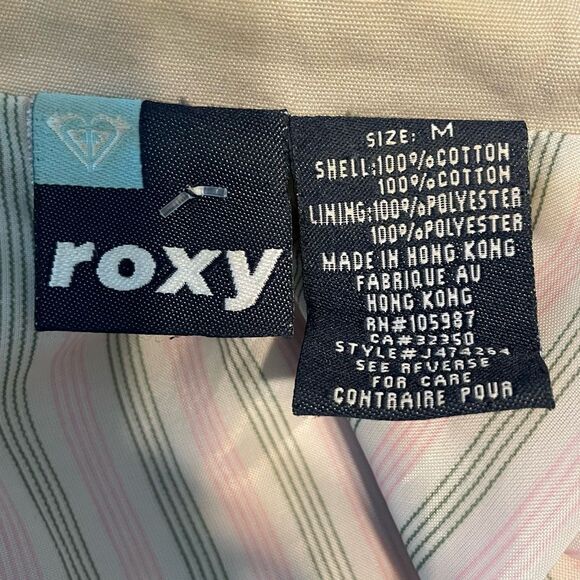 roxy
SIZE: M
SHELL:100%COTTON
100%COTTON
LINING:100%POLYESTER
100%POLYESTER
MADE IN HONG KONG
FABRIQUE AU
HONG KONG
RH#105987
CA#32350
STYLE#J474264
SEE REVERSE
FOR CARE
CONTRAIRE POUR